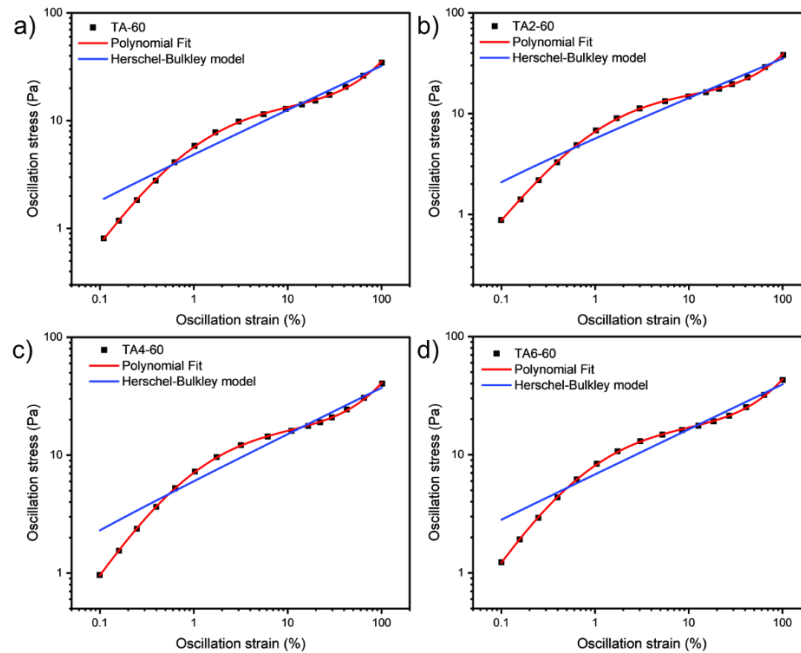 a)
TA-60
Polynomial Fit
Herschel-Bulkley model
100
10
1
Oscillation stress (Pa)
0.1 1 10 100
Oscillation strain (%)
b)
TA2-60
Polynomial Fit
Herschel-Bulkley model
100
10
1
Oscillation stress (Pa)
0.1 1 10 100
Oscillation strain (%)
c)
TA4-60
Polynomial Fit
Herschel-Bulkley model
100
10
1
Oscillation stress (Pa)
0.1 1 10 100
Oscillation strain (%)
d)
TA6-60
Polynomial Fit
Herschel-Bulkley model
100
10
1
Oscillation stress (Pa)
0.1 1 10 100
Oscillation strain (%)